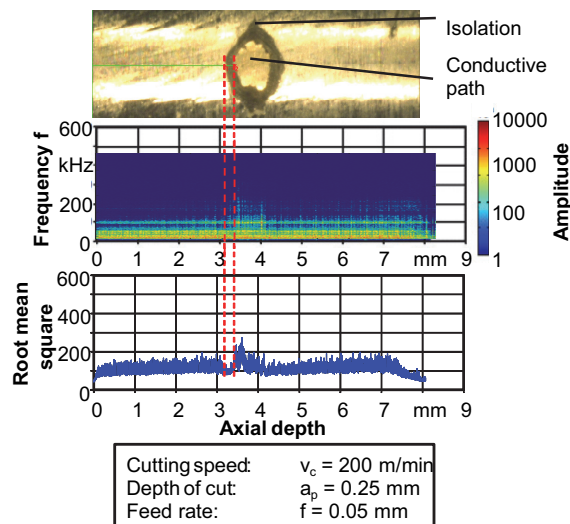 Isolation
Conductive
path
600
kHz
200
0
Frequency f
0 1 2 3 4 5 6 7 mm 9
10000
1000
100
1
Amplitude
600
400
200
0
Root mean
square
0 1 2 3 4 5 6 7 mm 9
Axial depth
Cutting speed: vc = 200 m/min
Depth of cut: ap = 0.25 mm
Feed rate: f = 0.05 mm